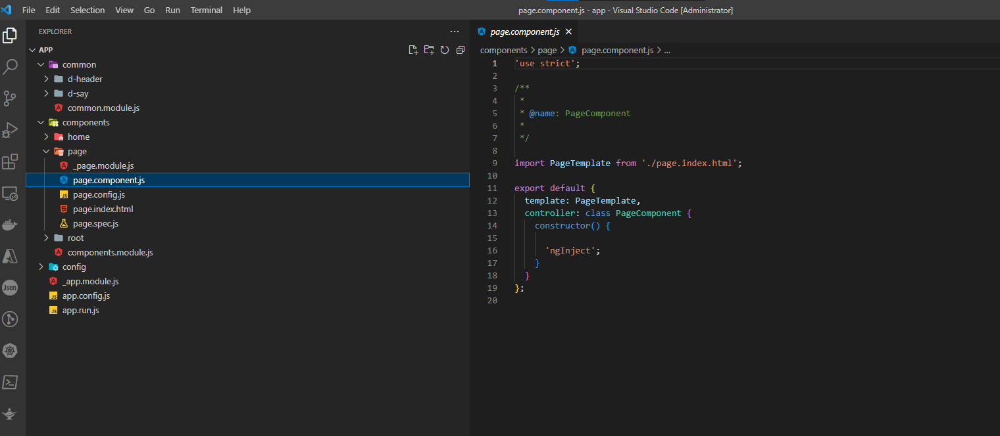 File Edit Selection View Go Run Terminal Help
page.component.js - app - Visual Studio Code [Administrator]
EXPLORER
APP
common
d-header
d-say
common.module.js
components
home
page
_page.module.js
page.component.js
page.config.js
page.index.html
page.spec.js
root
components.module.js
config
_app.module.js
app.config.js
app.run.js
Json
page.component.js
components > page > page.component.js > ...
1 'use strict';
2
3 /**
4 *
5 * @name: PageComponent
6 *
7 */
8
9 import PageTemplate from './page.index.html';
10
11 export default {
12 template: PageTemplate,
13 controller: class PageComponent {
14 constructor() {
15
16 'ngInject';
17 }
18 }
19 };
20